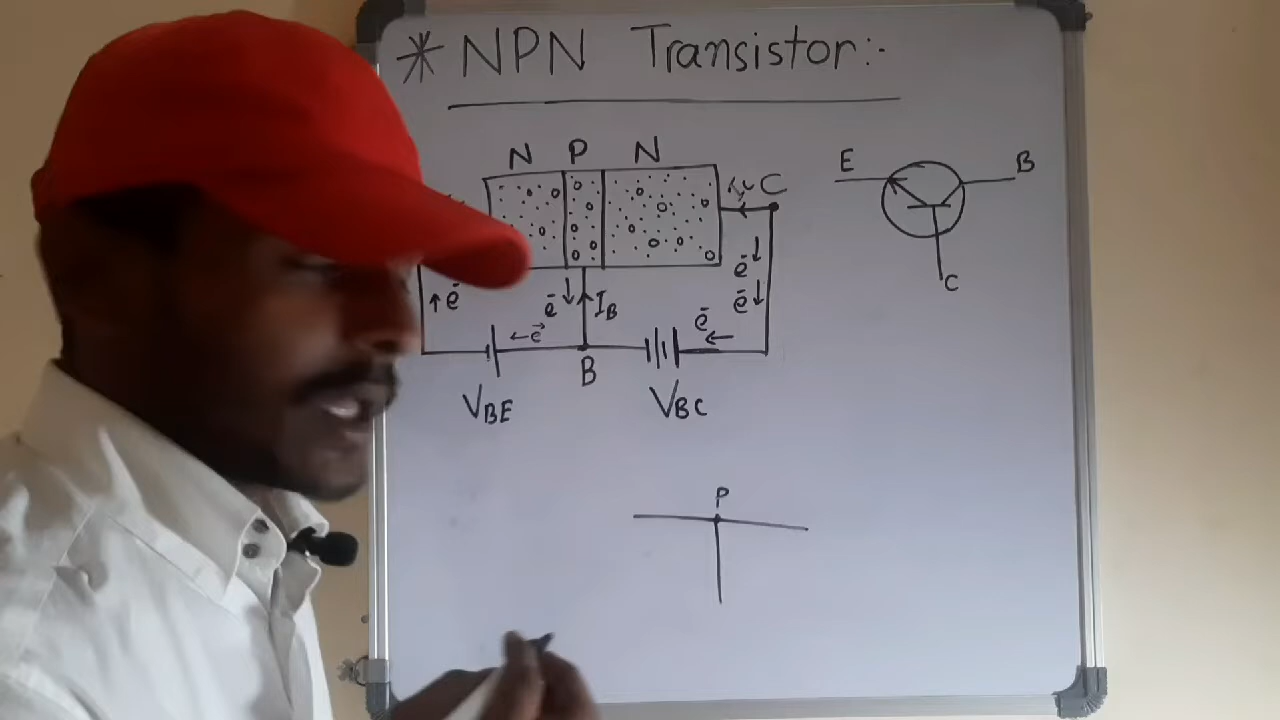 * NPN Transistor:-
N P N
C
E B
C
e⁻
e⁻ I_B e⁻
e⁻
e⁻ e⁻
B
V_BE V_BC
P